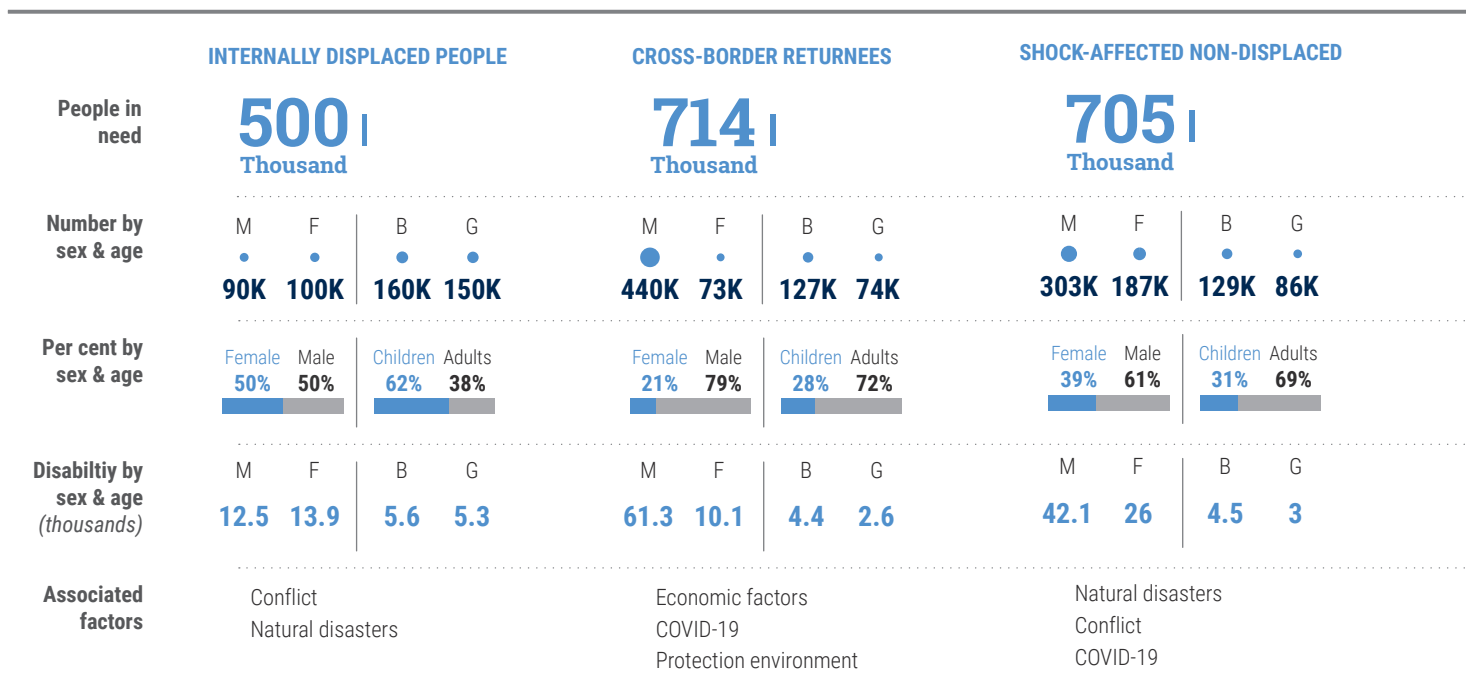 INTERNALLY DISPLACED PEOPLE CROSS-BORDER RETURNEES SHOCK-AFFECTED NON-DISPLACED
People in
need
500 714 705
Thousand Thousand Thousand
Number by
sex & age
M F B G M F B G M F B G
90K 100K 160K 150K 440K 73K 127K 74K 303K 187K 129K 86K
Per cent by
sex & age
Female Male Children Adults Female Male Children Adults Female Male Children Adults
50% 50% 62% 38% 21% 79% 28% 72% 39% 61% 31% 69%
Disabiltiy by
sex & age
(thousands)
M F B G M F B G M F B G
12.5 13.9 5.6 5.3 61.3 10.1 4.4 2.6 42.1 26 4.5 3
Associated
factors
Conflict Economic factors Natural disasters
Natural disasters COVID-19 Conflict
Protection environment COVID-19